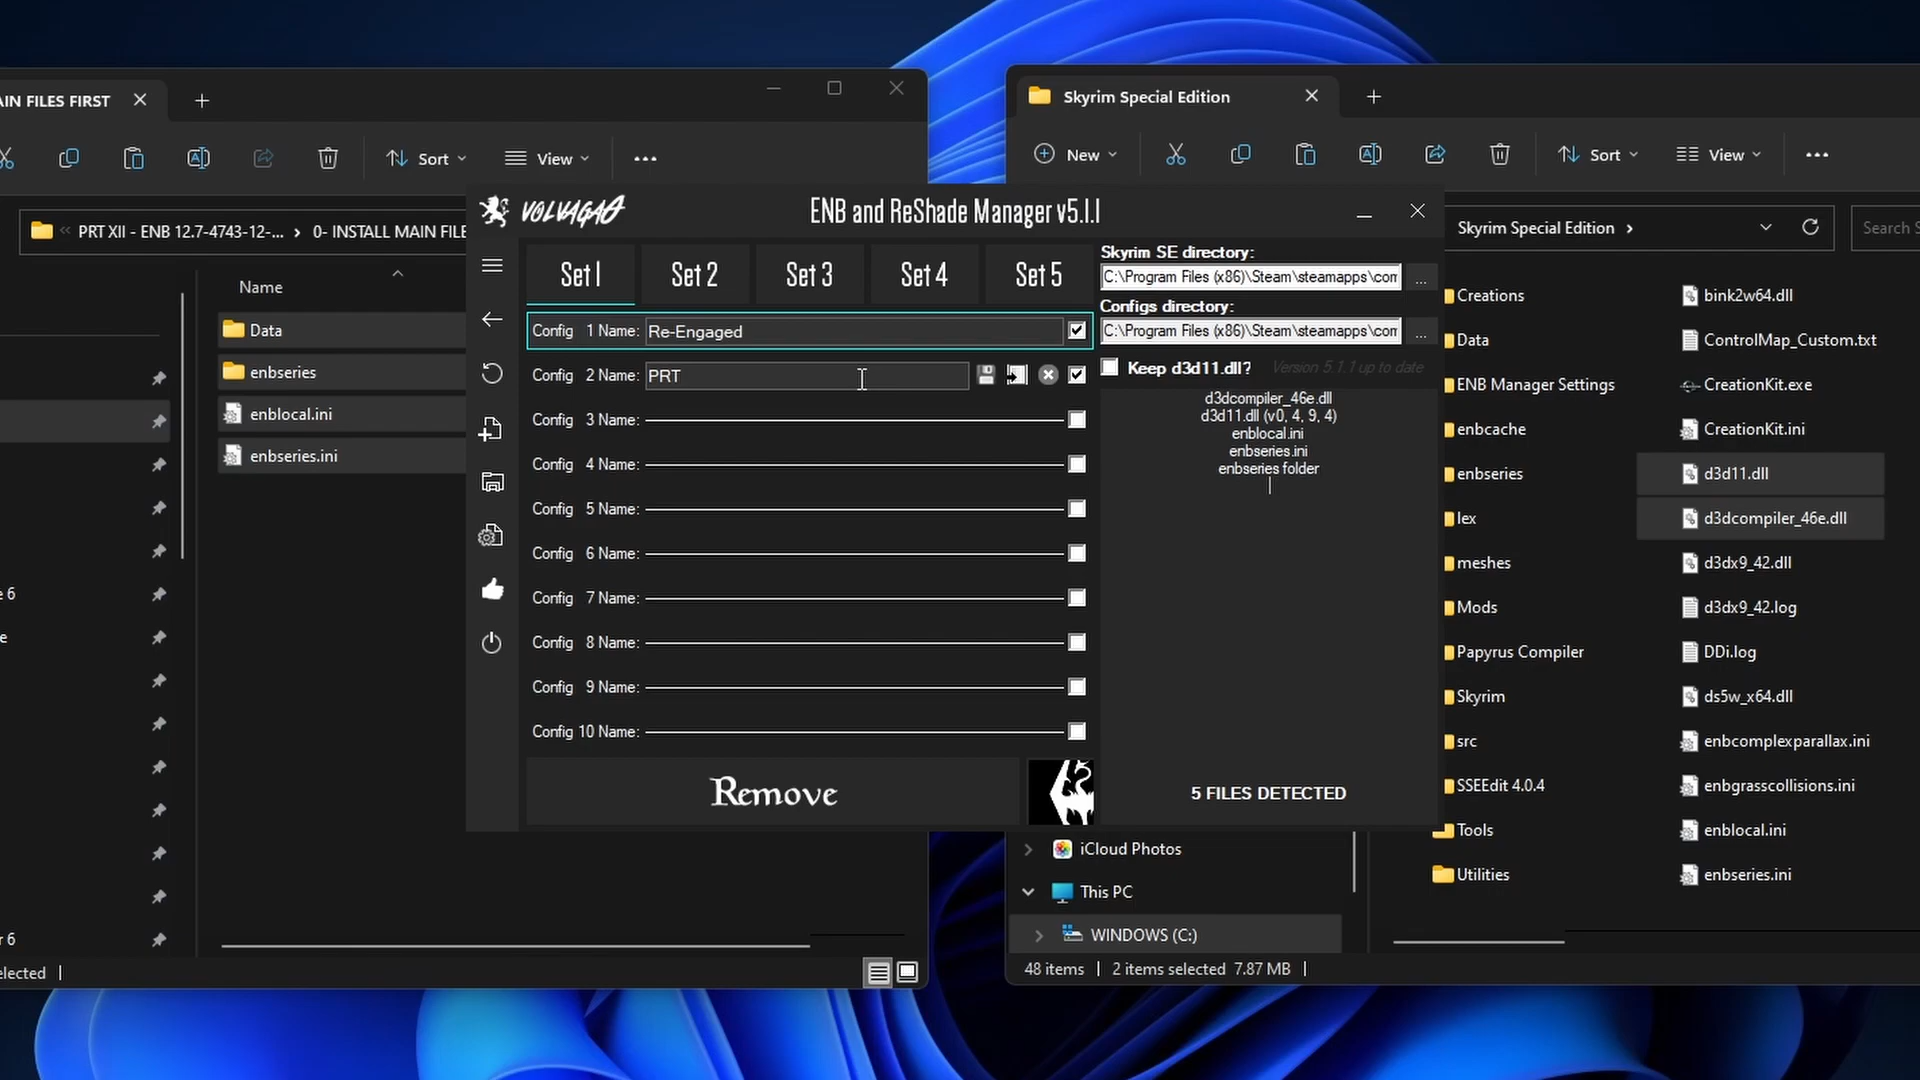 AIN FILES FIRST
Sort
View
PRT XII - ENB 12.7-4743-12-...
0- INSTALL MAIN FILE
Name
Data
enbseries
enblocal.ini
enbseries.ini
e 6
e
r 6
elected
VOLVAGA0
ENB and ReShade Manager v5.1.1
Set 1
Set 2
Set 3
Set 4
Set 5
Config 1 Name: Re-Engaged
Config 2 Name: PRT
Config 3 Name:
Config 4 Name:
Config 5 Name:
Config 6 Name:
Config 7 Name:
Config 8 Name:
Config 9 Name:
Config 10 Name:
Remove
Skyrim SE directory:
C:\Program Files (x86)\Steam\steamapps\com
...
Configs directory:
C:\Program Files (x86)\Steam\steamapps\com
...
Keep d3d11.dll?
Version 5.1.1 up to date
d3dcompiler_46e.dll
d3d11.dll (v0, 4, 9, 4)
enblocal.ini
enbseries.ini
enbseries folder
5 FILES DETECTED
Skyrim Special Edition
New
Sort
View
Skyrim Special Edition
Search S
Creations
Data
ENB Manager Settings
enbcache
enbseries
lex
meshes
Mods
Papyrus Compiler
Skyrim
src
SSEEdit 4.0.4
Tools
Utilities
bink2w64.dll
ControlMap_Custom.txt
CreationKit.exe
CreationKit.ini
d3d11.dll
d3dcompiler_46e.dll
d3dx9_42.dll
d3dx9_42.log
DDi.log
ds5w_x64.dll
enbcomplexparallax.ini
enbgrasscollisions.ini
enblocal.ini
enbseries.ini
iCloud Photos
This PC
WINDOWS (C:)
48 items
2 items selected 7.87 MB